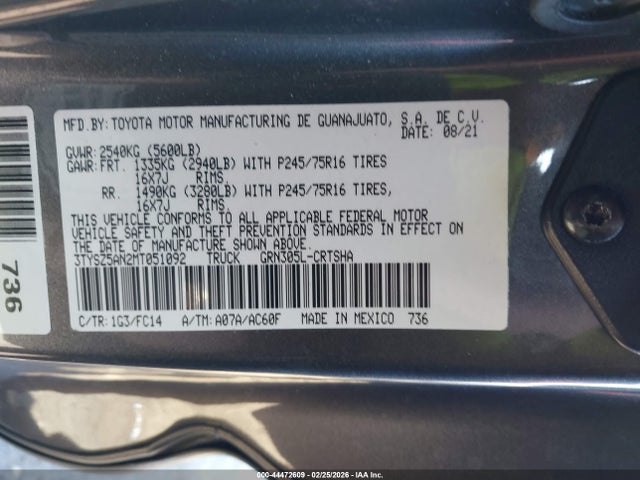 MFD.BY:TOYOTA MOTOR MANUFACTURING DE GUANAJUATO, S.A. DE C.V.
DATE: 08/21
GVWR:2540KG (5600LB)
GAWR:FRT. 1335KG (2940LB) WITH P245/75R16 TIRES
16X7J RIMS,
RR. 1490KG (3280LB) WITH P245/75R16 TIRES,
16X7J RIMS,
THIS VEHICLE CONFORMS TO ALL APPLICABLE FEDERAL MOTOR
VEHICLE SAFETY AND THEFT PREVENTION STANDARDS IN EFFECT ON
THE DATE OF MANUFACTURE SHOWN ABOVE.
3TYSZ5AN2MT051092 TRUCK GRN305L-CRTSHA
C/TR:1G3/FC14 A/TM:A07A/AC60F MADE IN MEXICO 736
736
000-44472609 - 02/25/2026 - IAA Inc.